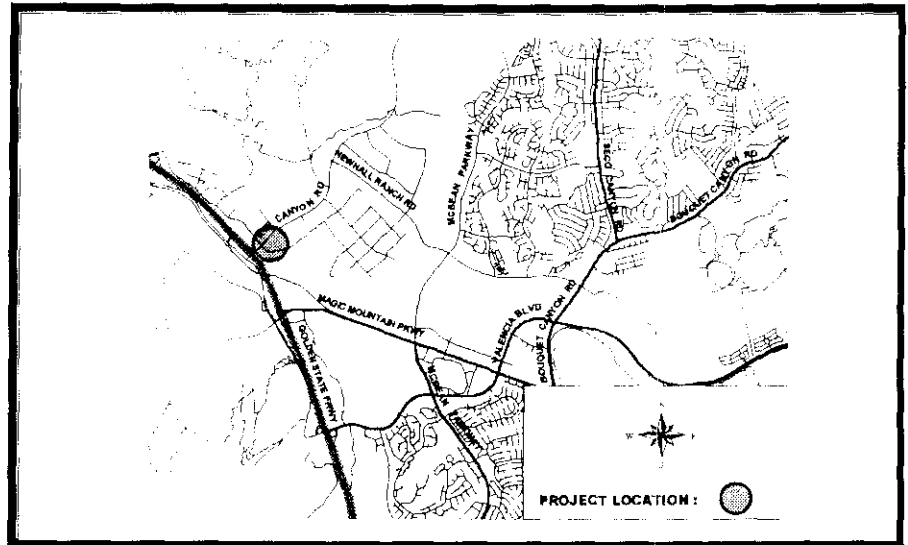 MCBEAN PARKWAY
SECO CANYON RD
BOUQUET CANYON RD
NEWHALL RANCH RD
CANYON RD
MAGIC MOUNTAIN PKWY
VALENCIA BLVD
BOUQUET CANYON RD
GOLDEN STATE FRWY
MCBEAN PARKWAY
N
W E
PROJECT LOCATION :